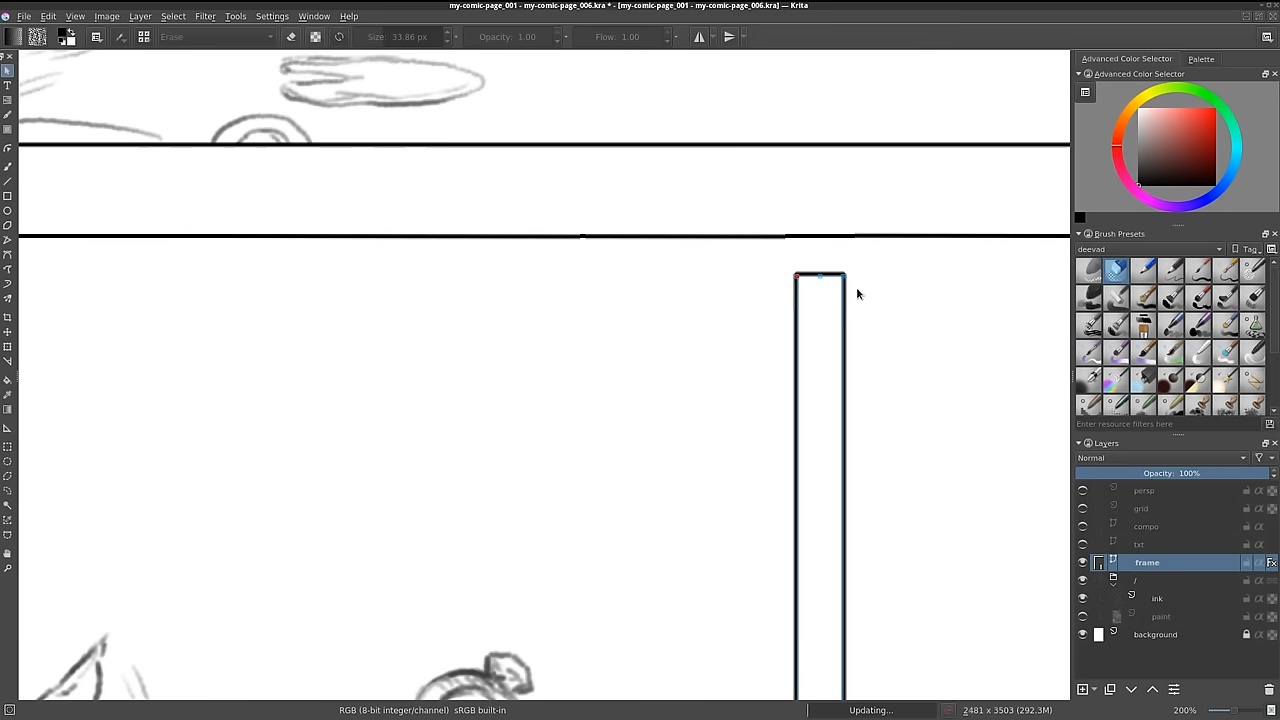 my-comic-page_001 - my-comic-page_006.kra * - [my-comic-page_001 - my-comic-page_006.kra] — Krita
File Edit View Image Layer Select Filter Tools Settings Window Help
Erase Size: 33.86 px Opacity: 1.00 Flow: 1.00
Advanced Color Selector Palette
Advanced Color Selector
Brush Presets
deevad Tag
Enter resource filters here
Layers
Normal
Opacity: 100%
persp
grid
compo
txt
frame
/
ink
paint
background
RGB (8-bit integer/channel) sRGB built-in Updating... 2481 x 3503 (292.3M) 200%